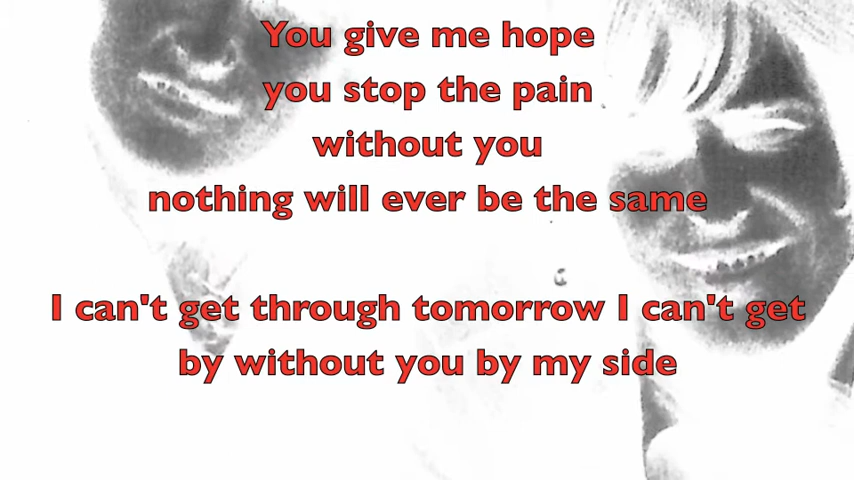 You give me hope
you stop the pain
without you
nothing will ever be the same
I can't get through tomorrow I can't get
by without you by my side